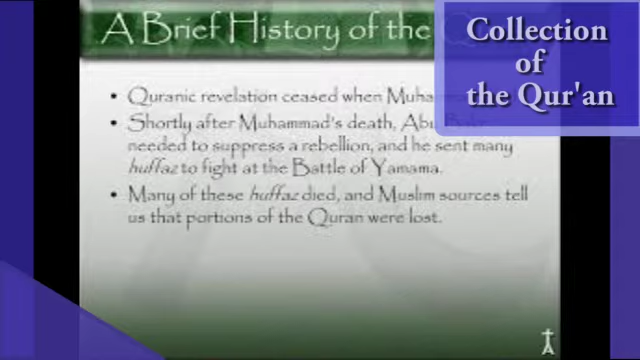 A Brief History of the
Collection
of
the Qur'an
• Quranic revelation ceased when
• Shortly after Muhammad's death,
needed to suppress a rebellion, and he sent many
huffaz to fight at the Battle of Yamama.
• Many of these huffaz died, and Muslim sources tell
us that portions of the Quran were lost.